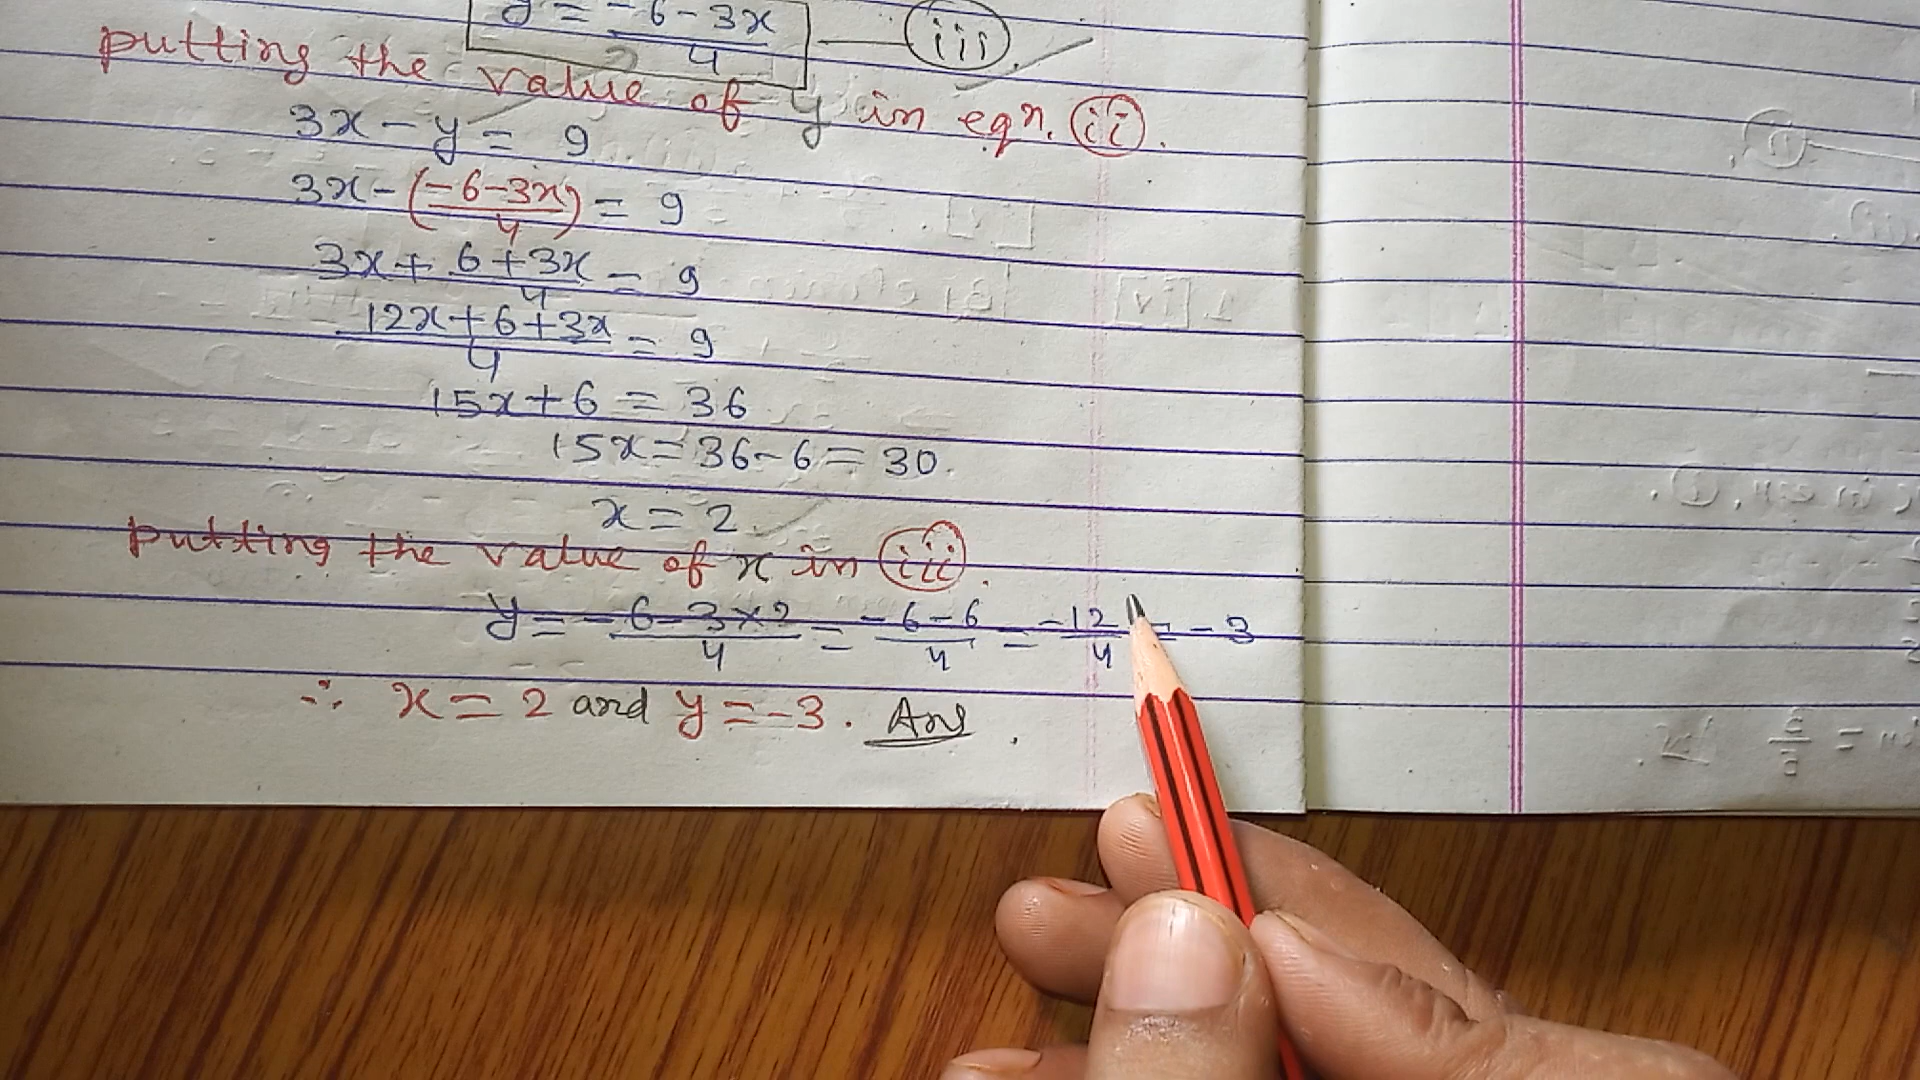 y = -6-3x/4 — (iii)
putting the value of y in eqn. (ii).
3x - y = 9
3x - (-6-3x/4) = 9
3x + 6+3x/4 = 9
12x+6+3x/4 = 9
15x+6 = 36
15x = 36-6 = 30.
x = 2
putting the value of x in (iii).
y = -6-3×2/4 = -6-6/4 = -12/4 = -3
∴ x = 2 and y = -3. Ans.